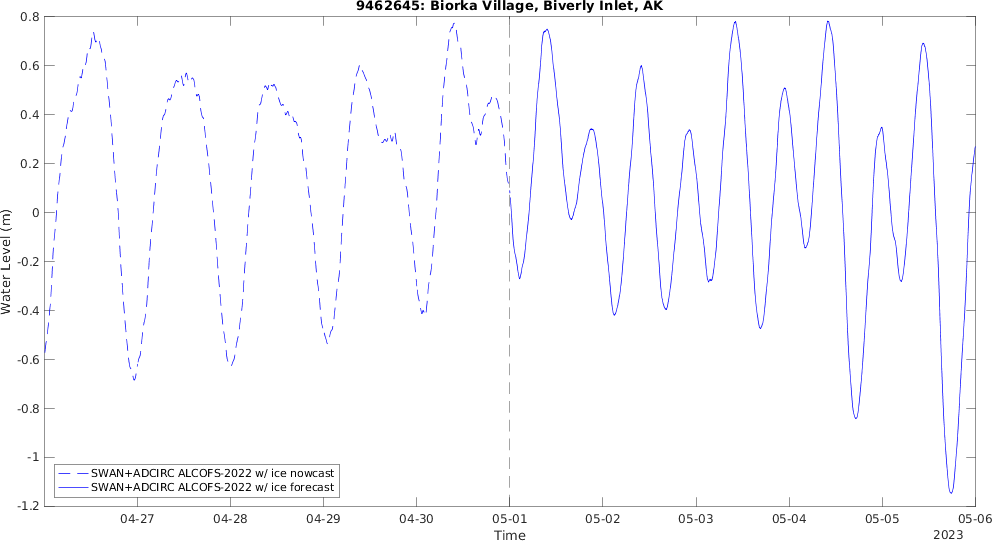 9462645: Biorka Village, Biverly Inlet, AK
0.8
0.6
0.4
0.2
0
-0.2
-0.4
-0.6
-0.8
-1
-1.2
Water Level (m)
SWAN+ADCIRC ALCOFS-2022 w/ ice nowcast
SWAN+ADCIRC ALCOFS-2022 w/ ice forecast
04-27 04-28 04-29 04-30 05-01 05-02 05-03 05-04 05-05 05-06
Time
2023